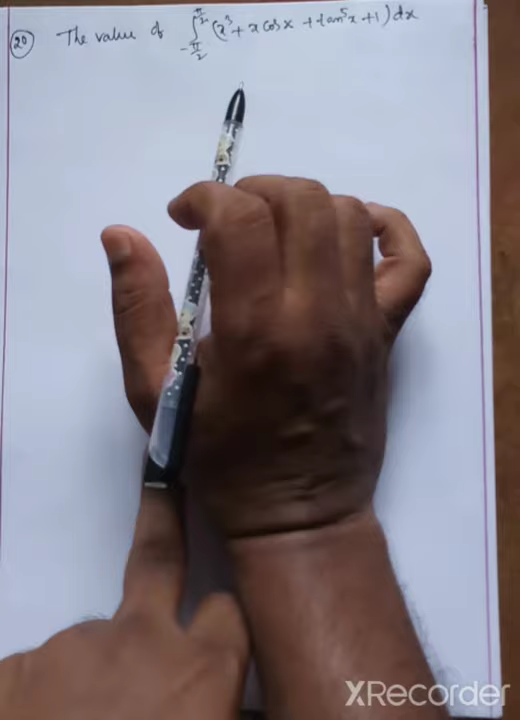 20 The value of ∫_{-π/2}^{π/2} (x³ + x cos x + tan⁵x + 1) dx
XRecorder